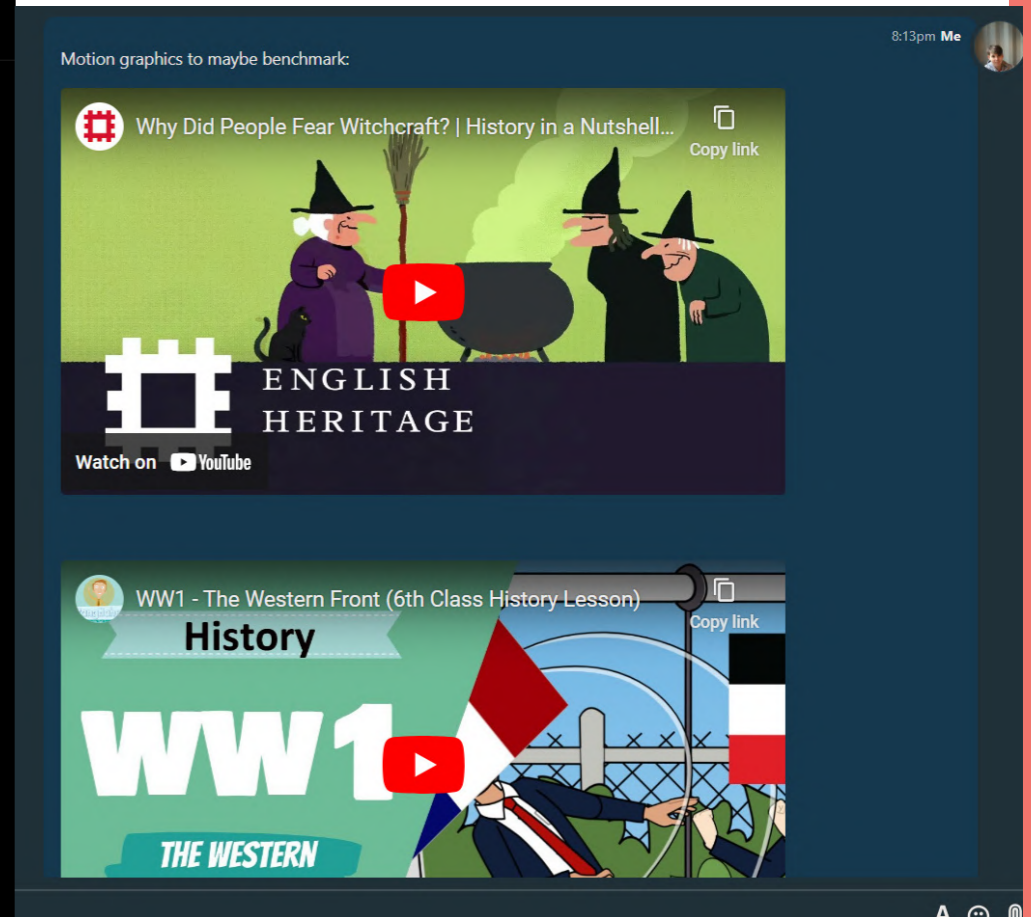 8:13pm Me
Motion graphics to maybe benchmark:
Why Did People Fear Witchcraft? | History in a Nutshell...
Copy link
ENGLISH
HERITAGE
Watch on YouTube
WW1 - The Western Front (6th Class History Lesson)
Copy link
History
WW1
THE WESTERN
A